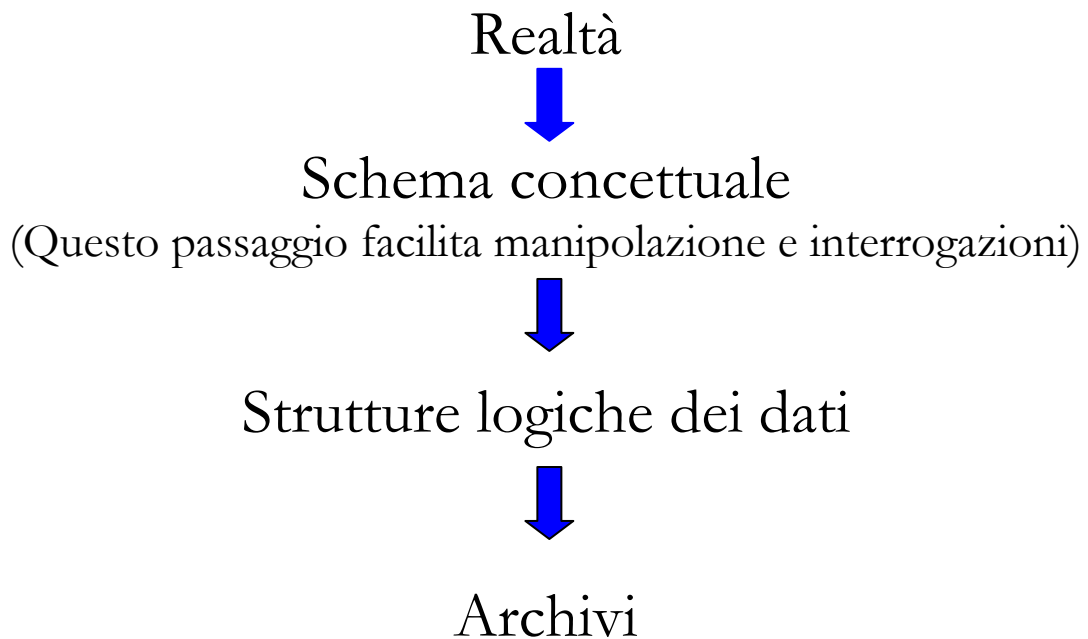 Realtà
Schema concettuale
(Questo passaggio facilita manipolazione e interrogazioni)
Strutture logiche dei dati
Archivi